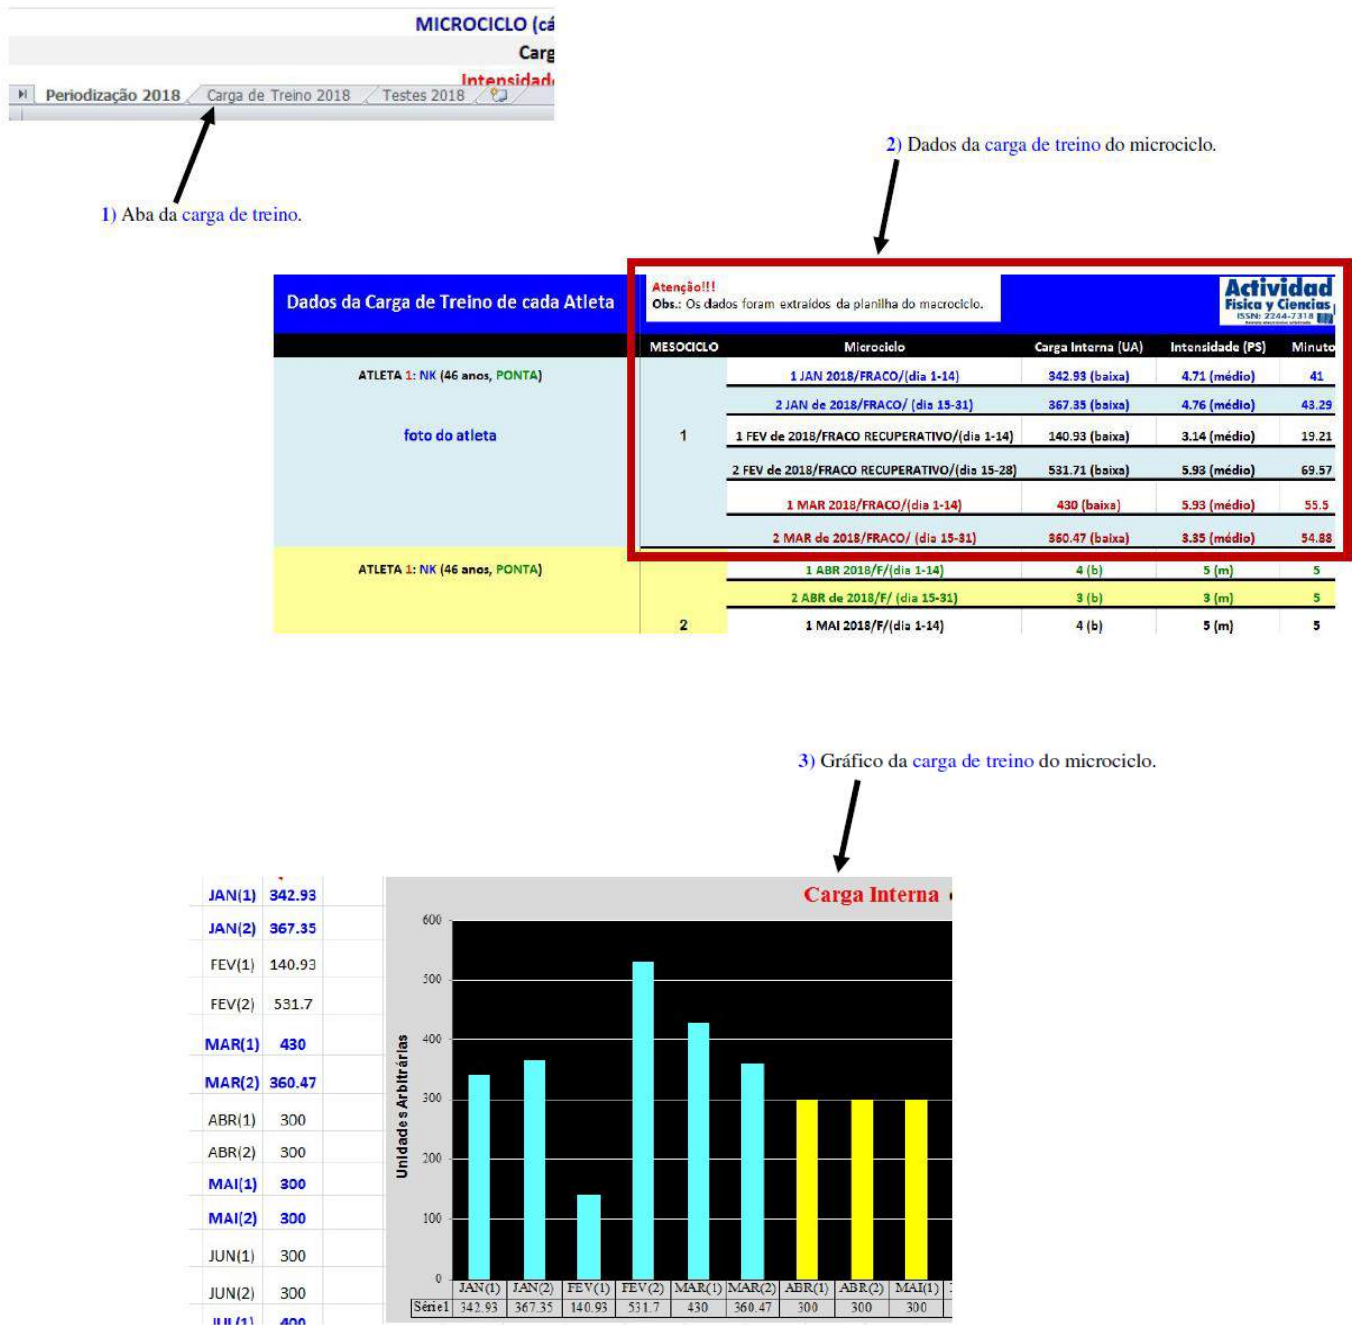 MICROCICLO (cá
Carg
Intensidade
Periodização 2018 Carga de Treino 2018 Testes 2018
2) Dados da carga de treino do microciclo.
1) Aba da carga de treino.
Dados da Carga de Treino de cada Atleta
Atenção!!!
Obs.: Os dados foram extraídos da planilha do macrociclo.
Actividad
Física y Ciencias
ISSN: 2244-7318
MESOCICLO Microciclo Carga Interna (UA) Intensidade (PS) Minuto
ATLETA 1: NK (46 anos, PONTA) 1 JAN 2018/FRACO/(dia 1-14) 342.93 (baixa) 4.71 (médio) 41
2 JAN de 2018/FRACO/ (dia 15-31) 367.35 (baixa) 4.76 (médio) 43.29
foto do atleta 1 1 FEV de 2018/FRACO RECUPERATIVO/(dia 1-14) 140.93 (baixa) 3.14 (médio) 19.21
2 FEV de 2018/FRACO RECUPERATIVO/(dia 15-28) 531.71 (baixa) 5.93 (médio) 69.57
1 MAR 2018/FRACO/(dia 1-14) 430 (baixa) 5.93 (médio) 55.5
2 MAR de 2018/FRACO/ (dia 15-31) 360.47 (baixa) 3.35 (médio) 54.88
ATLETA 1: NK (46 anos, PONTA) 1 ABR 2018/F/(dia 1-14) 4 (b) 5 (m) 5
2 ABR de 2018/F/ (dia 15-31) 3 (b) 3 (m) 5
2 1 MAI 2018/F/(dia 1-14) 4 (b) 5 (m) 5
3) Gráfico da carga de treino do microciclo.
JAN(1) 342.93
JAN(2) 367.35
FEV(1) 140.93
FEV(2) 531.7
MAR(1) 430
MAR(2) 360.47
ABR(1) 300
ABR(2) 300
MAI(1) 300
MAI(2) 300
JUN(1) 300
JUN(2) 300
JUL(1) 400
Carga Interna
Unidades Arbitrárias
600
500
400
300
200
100
0
JAN(1) JAN(2) FEV(1) FEV(2) MAR(1) MAR(2) ABR(1) ABR(2) MAI(1)
Série1 342.93 367.35 140.93 531.7 430 360.47 300 300 300